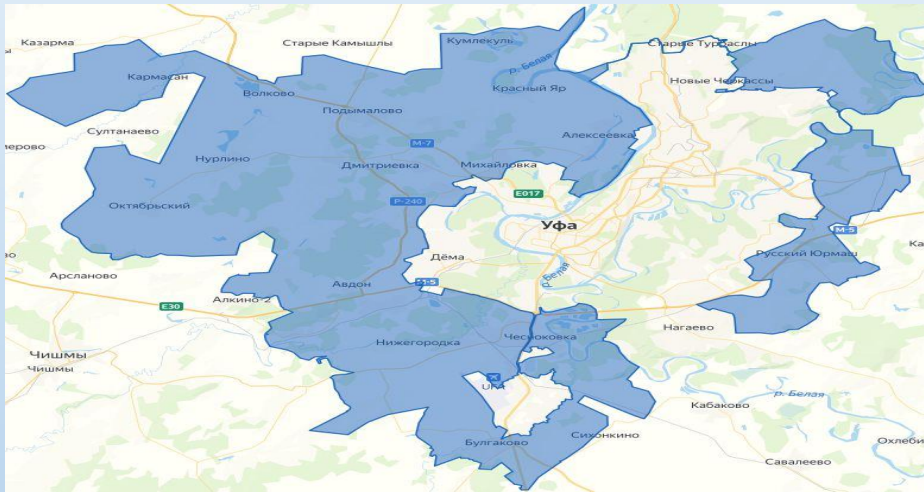 Казарма
Старые Камышлы
Кумлекуль
р. Белая
Старые Турбаслы
Кармасан
Волково
Красный Яр
Новые Черкассы
Подымалово
Султанаево
Алексеевка
мерово
М-7
Нурлино
Дмитриевка
Михайловка
E017
Октябрьский
Р-240
Уфа
М-5
Дёма
Русский Юрмаш
Арсланово
Авдон
р. Белая
Алкино-2
E30
Нагаево
Чишмы
Чишмы
Нижегородка
Чесноковка
UFA
р. Белая
Кабаково
Булгаково
Сихонкино
Охлеби
Савалеево